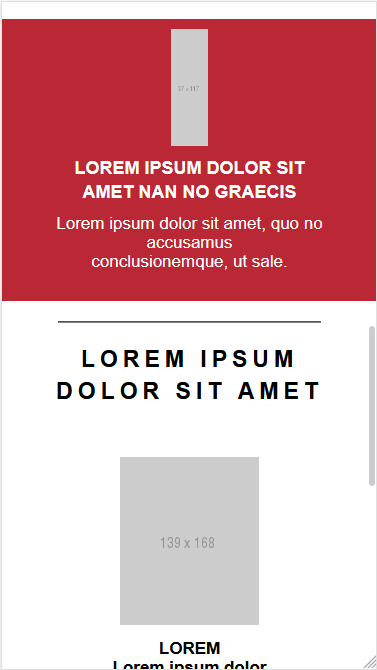 37 x 117
LOREM IPSUM DOLOR SIT
AMET NAN NO GRAECIS
Lorem ipsum dolor sit amet, quo no
accusamus
conclusionemque, ut sale.
LOREM IPSUM
DOLOR SIT AMET
139 x 168
LOREM
Lorem ipsum dolor